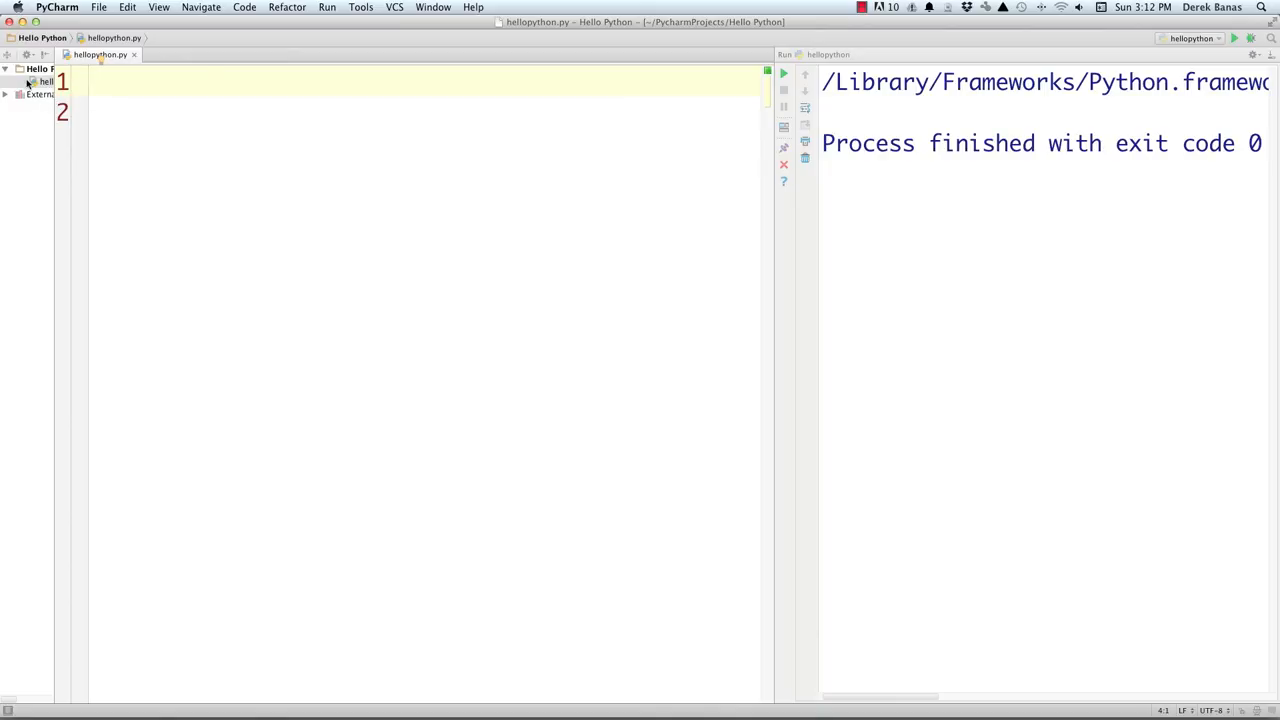 PyCharm File Edit View Navigate Code Refactor Run Tools VCS Window Help 10 Sun 3:12 PM Derek Banas
hellopython.py – Hello Python – [~/PycharmProjects/Hello Python]
Hello Python hellopython.py hellopython
hellopython.py Run hellopython
Hello P
hell
Externa
1
2
/Library/Frameworks/Python.framewo
Process finished with exit code 0
4:1 LF UTF-8